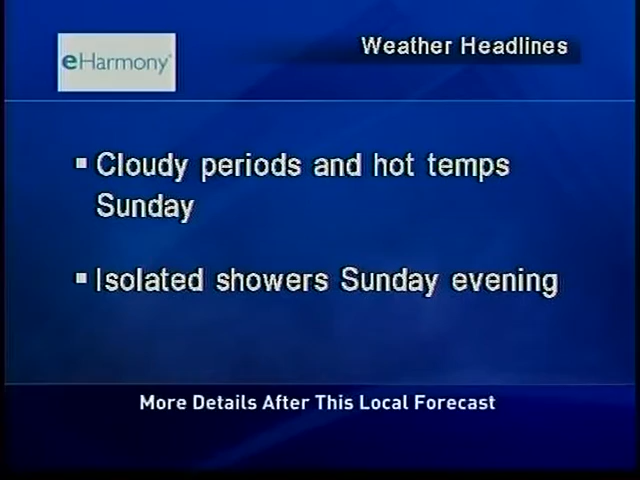 eHarmony®
Weather Headlines
Cloudy periods and hot temps
Sunday
Isolated showers Sunday evening
More Details After This Local Forecast